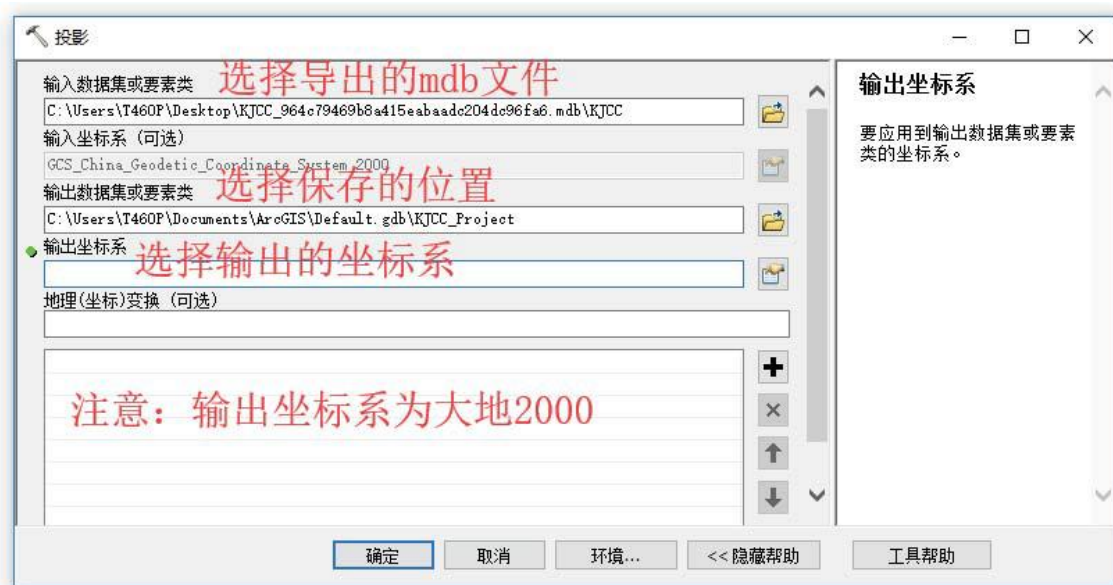 投影
输入数据集或要素类
选择导出的mdb文件
C:\Users\T460P\Desktop\KJCC_964c79469b8a415eabaadc204dc96fa6.mdb\KJCC
输入坐标系 (可选)
GCS_China_Geodetic_Coordinate_System_2000
输出数据集或要素类
选择保存的位置
C:\Users\T460P\Documents\ArcGIS\Default.gdb\KJCC_Project
输出坐标系
选择输出的坐标系
地理(坐标)变换 (可选)
注意：输出坐标系为大地2000
确定
取消
环境...
<< 隐藏帮助
输出坐标系
要应用到输出数据集或要素
类的坐标系。
工具帮助